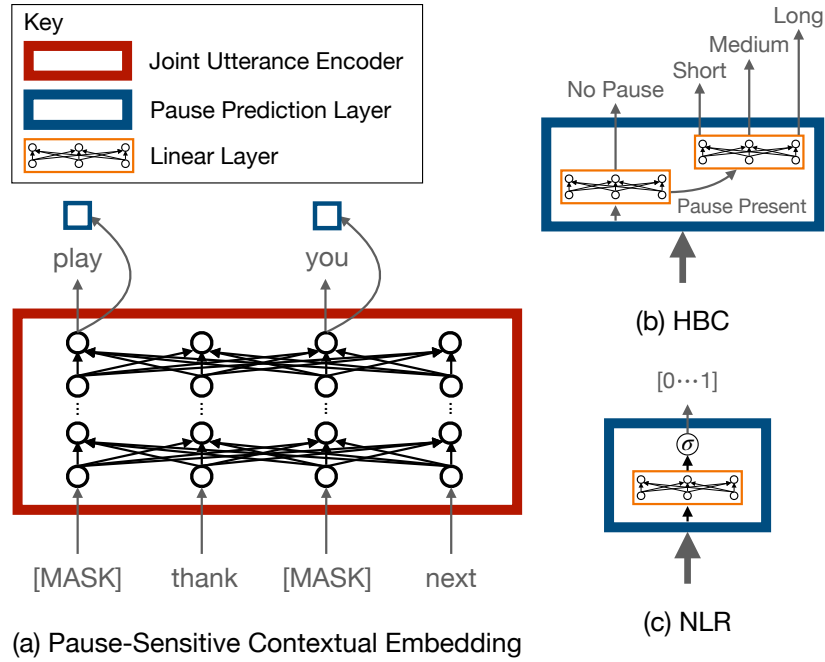 Key
Joint Utterance Encoder
Pause Prediction Layer
Linear Layer
play
you
[MASK]
thank
[MASK]
next
(a) Pause-Sensitive Contextual Embedding
Long
Medium
Short
No Pause
Pause Present
(b) HBC
[0⋯1]
σ
(c) NLR